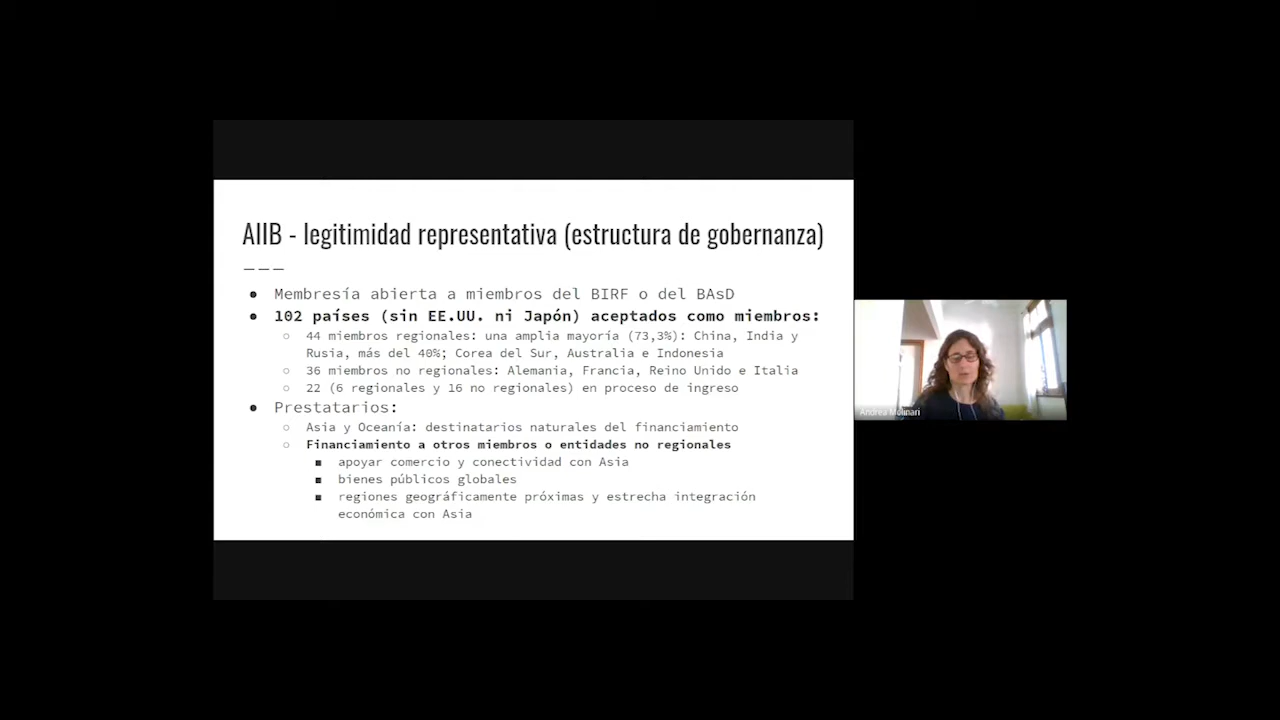 AIIB - legitimidad representativa (estructura de gobernanza)
● Membresía abierta a miembros del BIRF o del BAsD
● 102 países (sin EE.UU. ni Japón) aceptados como miembros:
○ 44 miembros regionales: una amplia mayoría (73,3%): China, India y
Rusia, más del 40%; Corea del Sur, Australia e Indonesia
○ 36 miembros no regionales: Alemania, Francia, Reino Unido e Italia
○ 22 (6 regionales y 16 no regionales) en proceso de ingreso
● Prestatarios:
○ Asia y Oceanía: destinatarios naturales del financiamiento
○ Financiamiento a otros miembros o entidades no regionales
■ apoyar comercio y conectividad con Asia
■ bienes públicos globales
■ regiones geográficamente próximas y estrecha integración
económica con Asia
Andrea Molinari